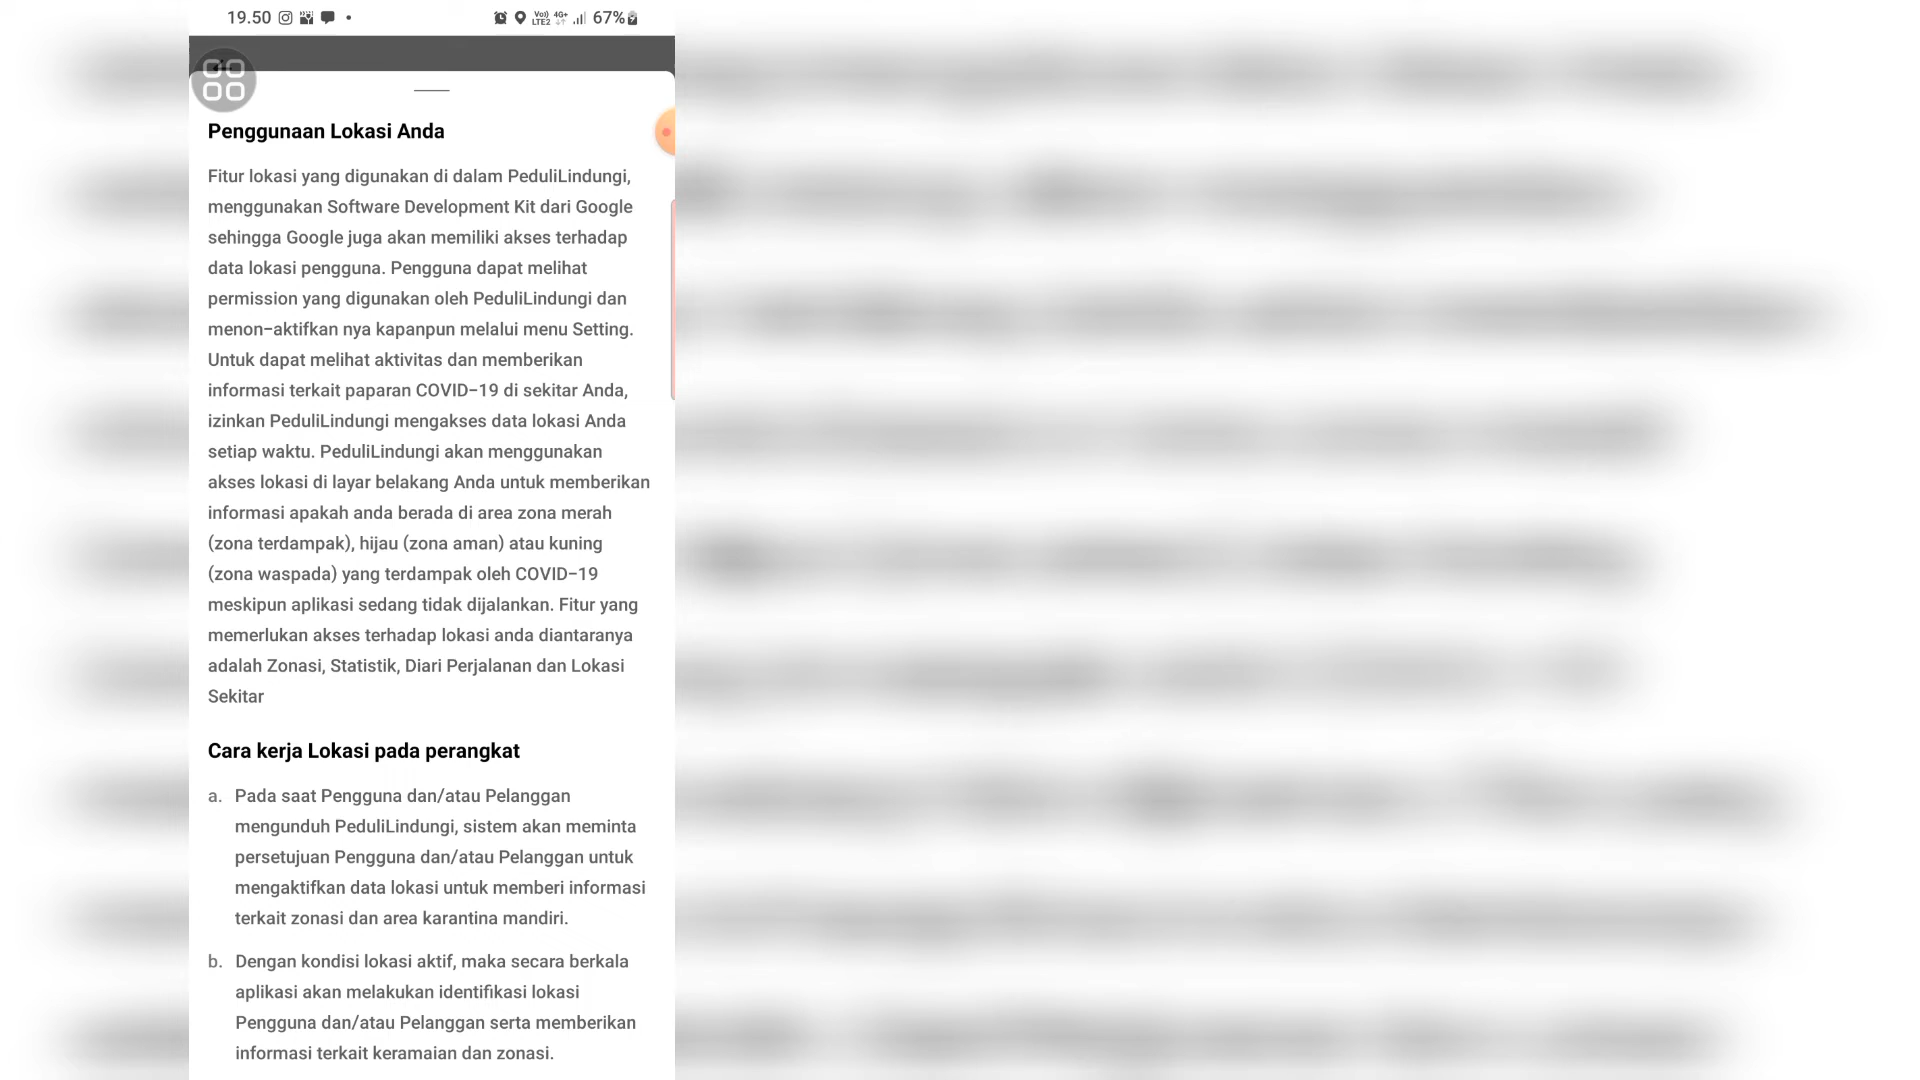 19.50
Vo))
LTE2
4G+
67%
Penggunaan Lokasi Anda
Fitur lokasi yang digunakan di dalam PeduliLindungi,
menggunakan Software Development Kit dari Google
sehingga Google juga akan memiliki akses terhadap
data lokasi pengguna. Pengguna dapat melihat
permission yang digunakan oleh PeduliLindungi dan
menon-aktifkan nya kapanpun melalui menu Setting.
Untuk dapat melihat aktivitas dan memberikan
informasi terkait paparan COVID-19 di sekitar Anda,
izinkan PeduliLindungi mengakses data lokasi Anda
setiap waktu. PeduliLindungi akan menggunakan
akses lokasi di layar belakang Anda untuk memberikan
informasi apakah anda berada di area zona merah
(zona terdampak), hijau (zona aman) atau kuning
(zona waspada) yang terdampak oleh COVID-19
meskipun aplikasi sedang tidak dijalankan. Fitur yang
memerlukan akses terhadap lokasi anda diantaranya
adalah Zonasi, Statistik, Diari Perjalanan dan Lokasi
Sekitar
Cara kerja Lokasi pada perangkat
a. Pada saat Pengguna dan/atau Pelanggan
mengunduh PeduliLindungi, sistem akan meminta
persetujuan Pengguna dan/atau Pelanggan untuk
mengaktifkan data lokasi untuk memberi informasi
terkait zonasi dan area karantina mandiri.
b. Dengan kondisi lokasi aktif, maka secara berkala
aplikasi akan melakukan identifikasi lokasi
Pengguna dan/atau Pelanggan serta memberikan
informasi terkait keramaian dan zonasi.